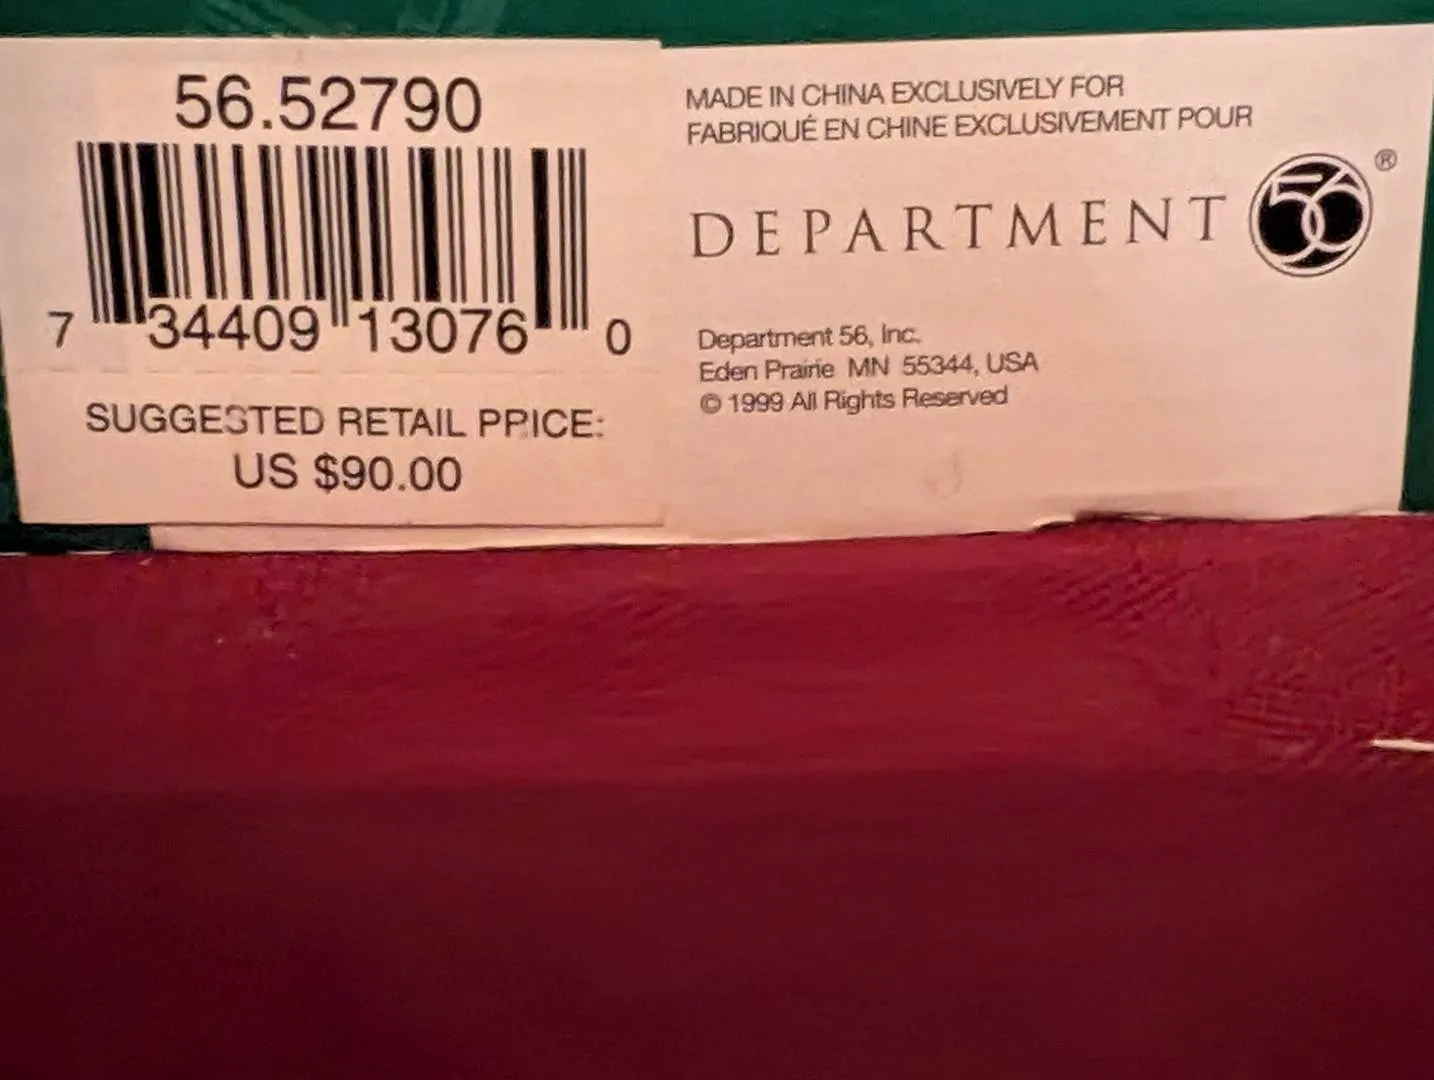 56.52790
7 34409 13076 0
SUGGESTED RETAIL PRICE:
US $90.00
MADE IN CHINA EXCLUSIVELY FOR
FABRIQUÉ EN CHINE EXCLUSIVEMENT POUR
DEPARTMENT 56 ®
Department 56, Inc.
Eden Prairie MN 55344, USA
© 1999 All Rights Reserved